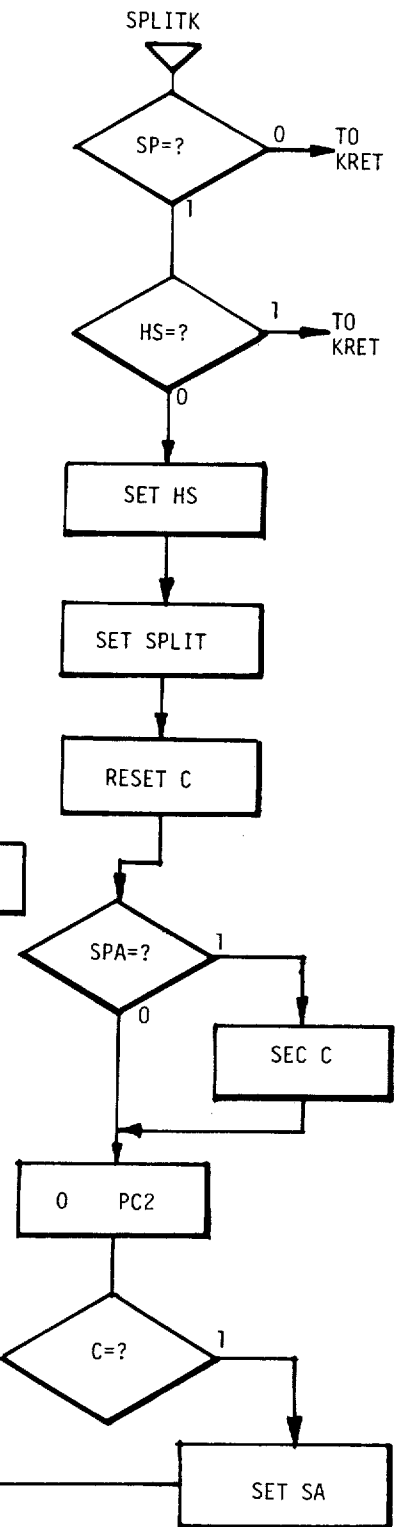 SPLITK
SP=?
0
TO
KRET
1
HS=?
1
TO
KRET
0
SET HS
SET SPLIT
RESET C
SPA=?
1
0
SEC C
0 PC2
C=?
1
SET SA